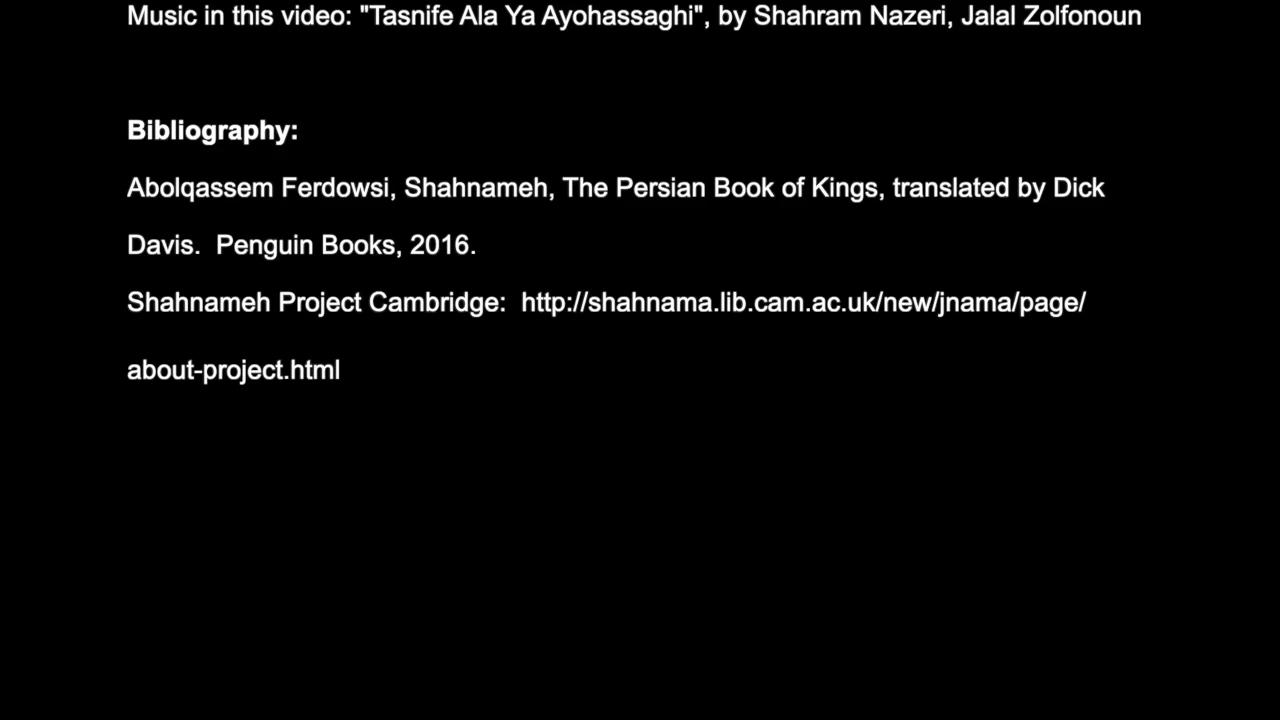 Music in this video: "Tasnife Ala Ya Ayohassaghi", by Shahram Nazeri, Jalal Zolfonoun
Bibliography:
Abolqassem Ferdowsi, Shahnameh, The Persian Book of Kings, translated by Dick
Davis.  Penguin Books, 2016.
Shahnameh Project Cambridge:  http://shahnama.lib.cam.ac.uk/new/jnama/page/
about-project.html